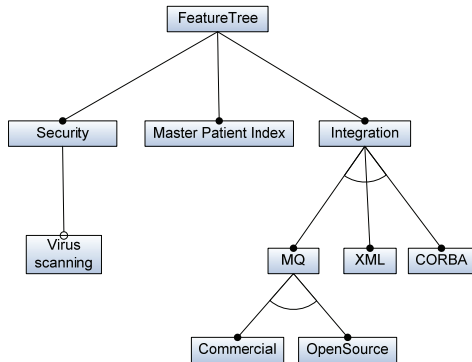 FeatureTree
Security
Master Patient Index
Integration
Virus
scanning
MQ
XML
CORBA
Commercial
OpenSource